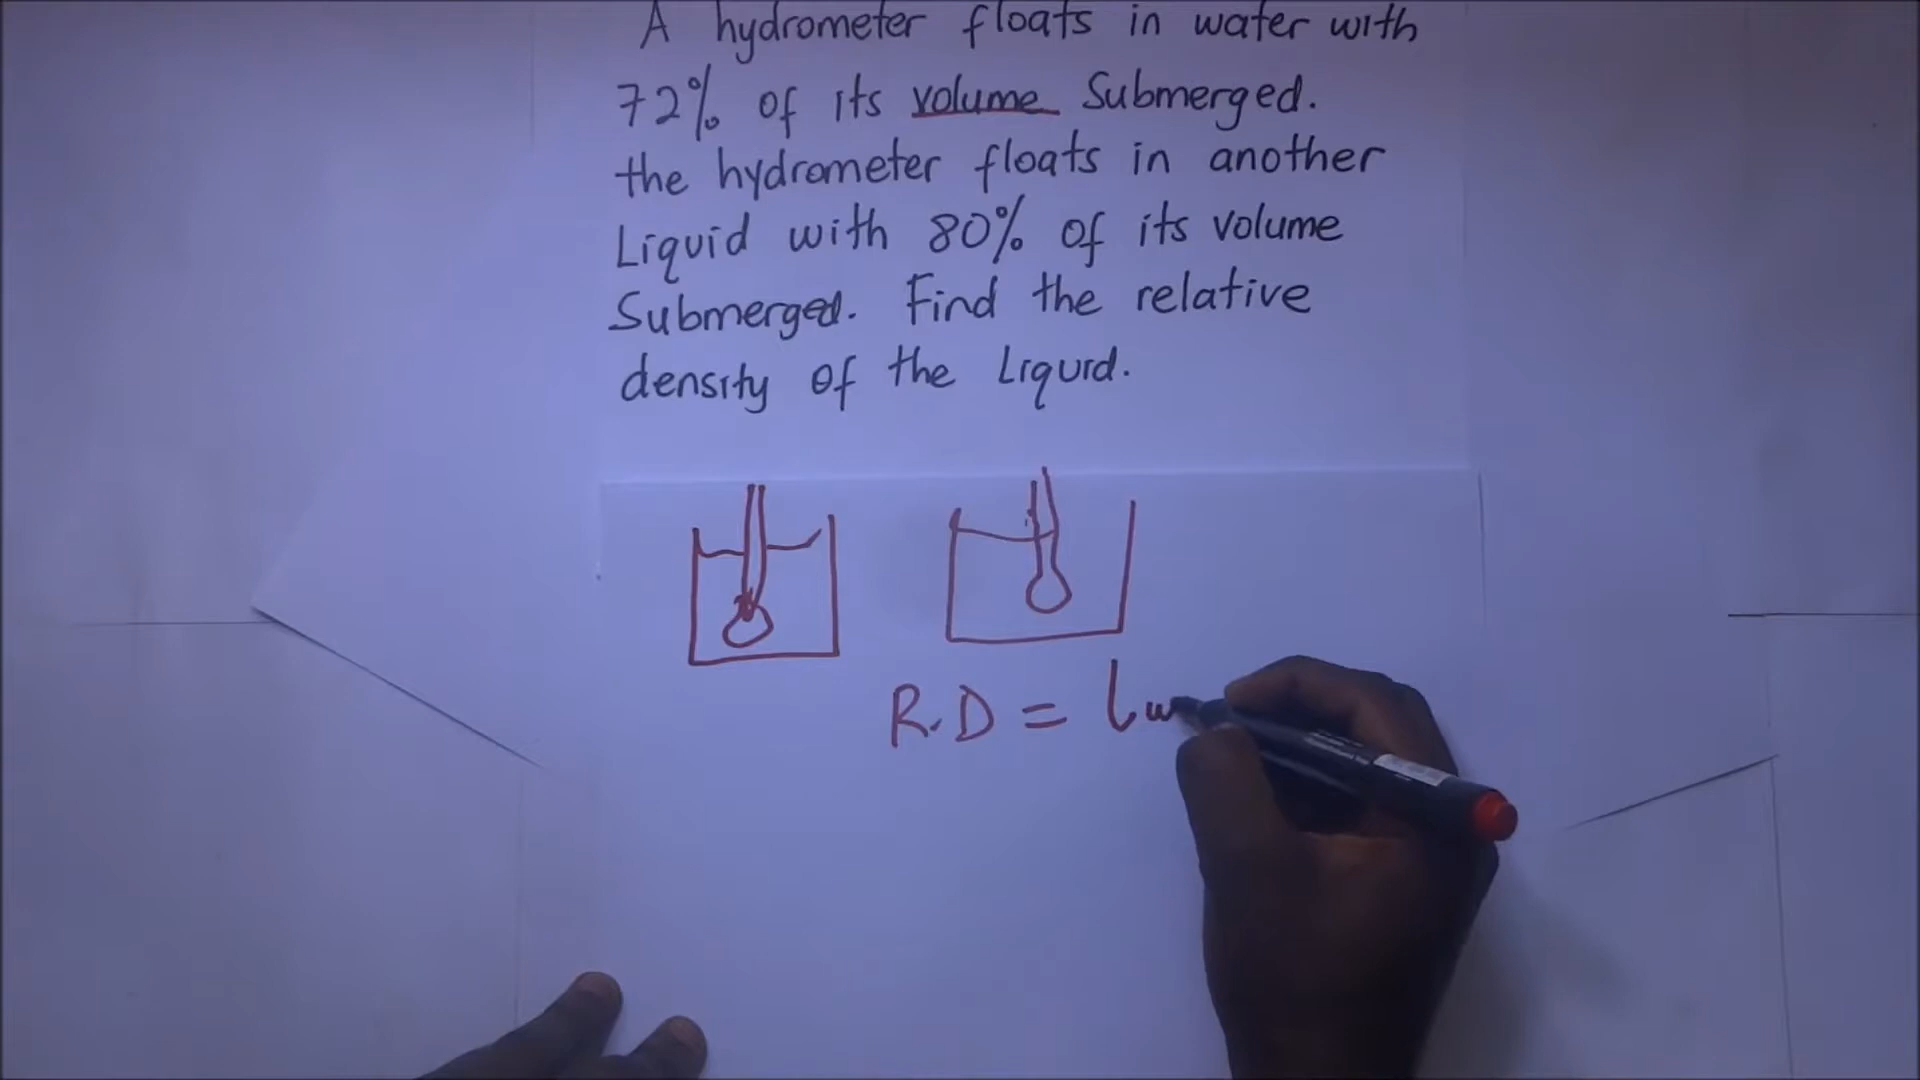 A hydrometer floats in water with
72% of its volume Submerged.
the hydrometer floats in another
Liquid with 80% of its volume
Submerged. Find the relative
density of the Liquid.
R.D = lw